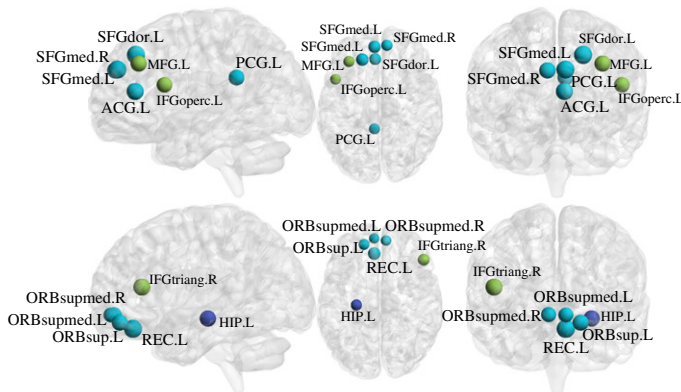 SFGdor.L
SFGmed.R
MFG.L
SFGmed.L
PCG.L
ACG.L
IFGoperc.L
SFGmed.L
SFGmed.R
SFGmed.L
MFG.L
SFGdor.L
IFGoperc.L
PCG.L
SFGdor.L
SFGmed.L
MFG.L
SFGmed.R
PCG.L
IFGoperc.L
ACG.L
IFGtriang.R
ORBsupmed.R
ORBsupmed.L
HIP.L
ORBsup.L
REC.L
ORBsupmed.L
ORBsupmed.R
ORBsup.L
IFGtriang.R
REC.L
HIP.L
IFGtriang.R
ORBsupmed.L
ORBsupmed.R
HIP.L
ORBsup.L
REC.L